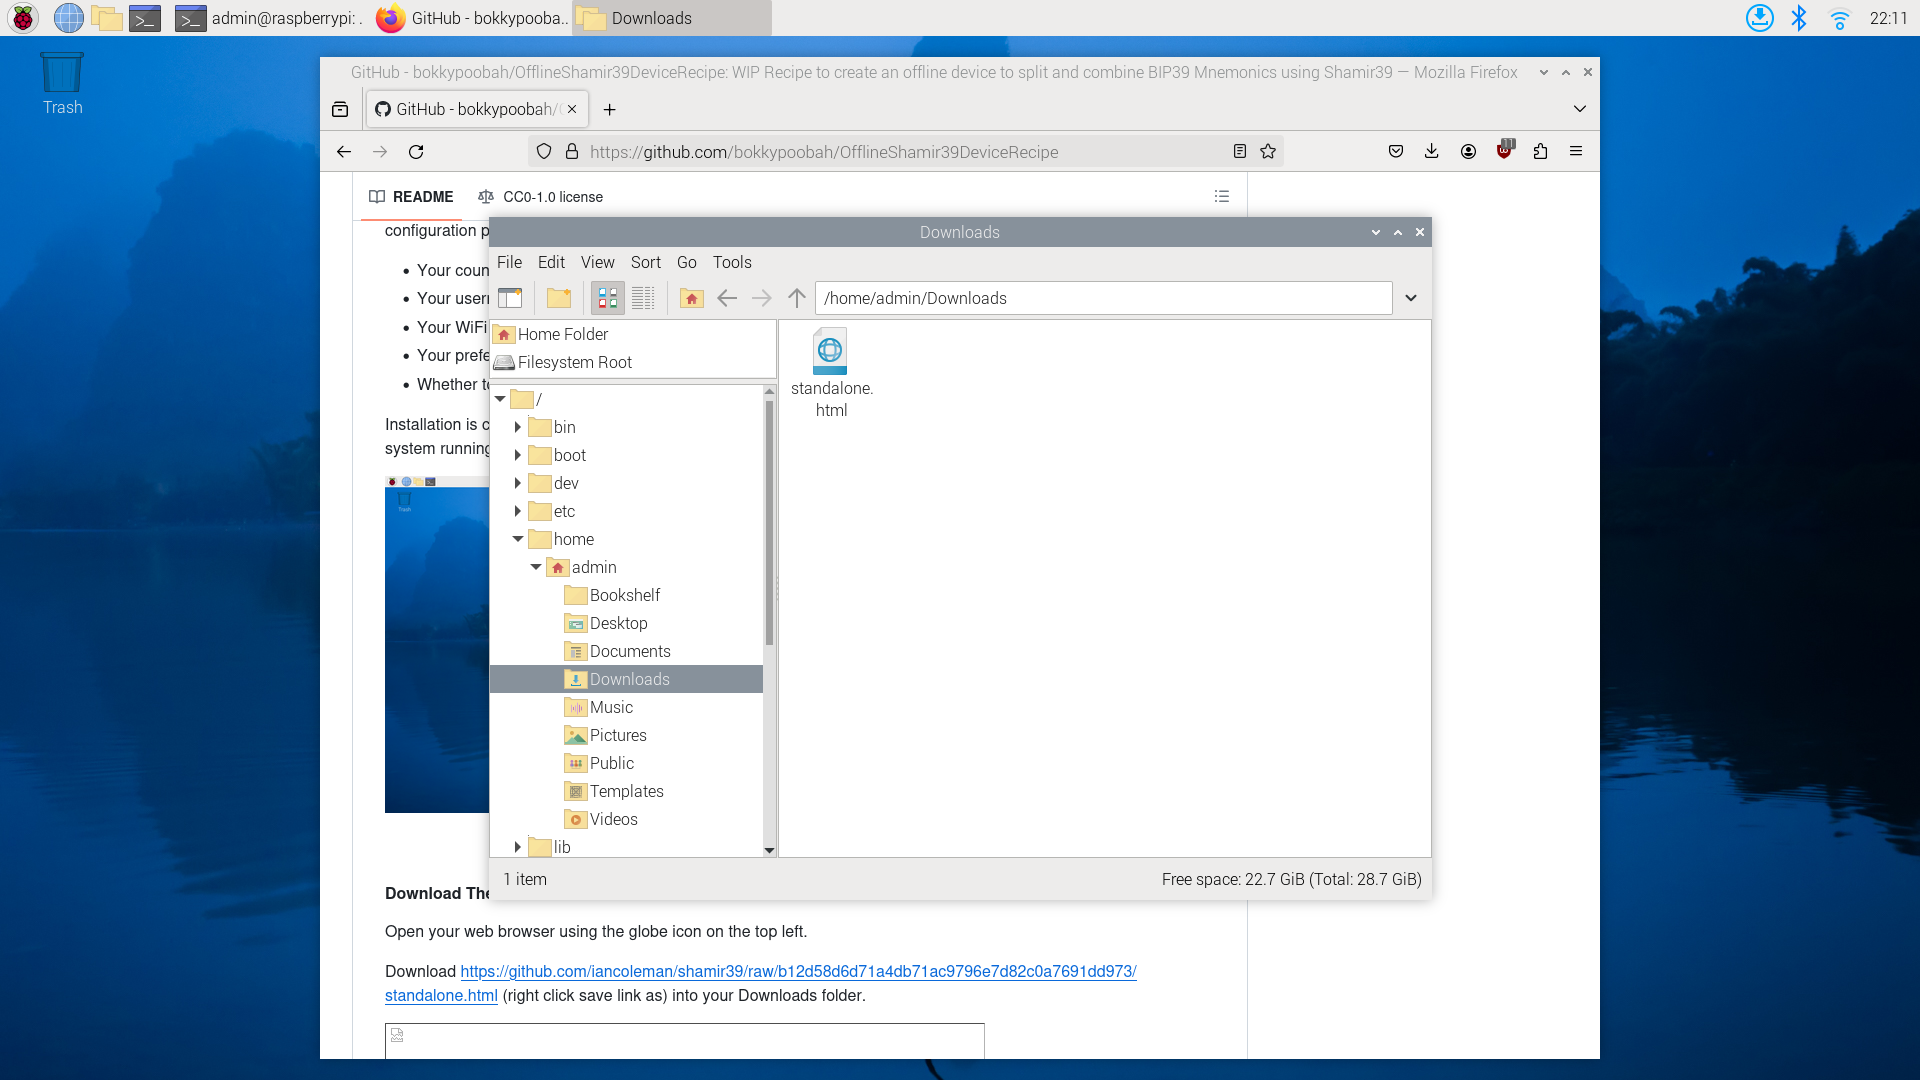 admin@raspberrypi: .
GitHub - bokkypooba..
Downloads
22:11
Trash
GitHub - bokkypoobah/OfflineShamir39DeviceRecipe: WIP Recipe to create an offline device to split and combine BIP39 Mnemonics using Shamir39 — Mozilla Firefox
GitHub - bokkypoobah/
https://github.com/bokkypoobah/OfflineShamir39DeviceRecipe
11
README
CC0-1.0 license
configuration p
Your coun
Your usern
Your WiFi
Your prefe
Whether to
Installation is c
system running
Trash
Downloads
File Edit View Sort Go Tools
/home/admin/Downloads
Home Folder
Filesystem Root
/
bin
boot
dev
etc
home
admin
Bookshelf
Desktop
Documents
Downloads
Music
Pictures
Public
Templates
Videos
lib
standalone.
html
1 item
Free space: 22.7 GiB (Total: 28.7 GiB)
Download The
Open your web browser using the globe icon on the top left.
Download https://github.com/iancoleman/shamir39/raw/b12d58d6d71a4db71ac9796e7d82c0a7691dd973/
standalone.html (right click save link as) into your Downloads folder.